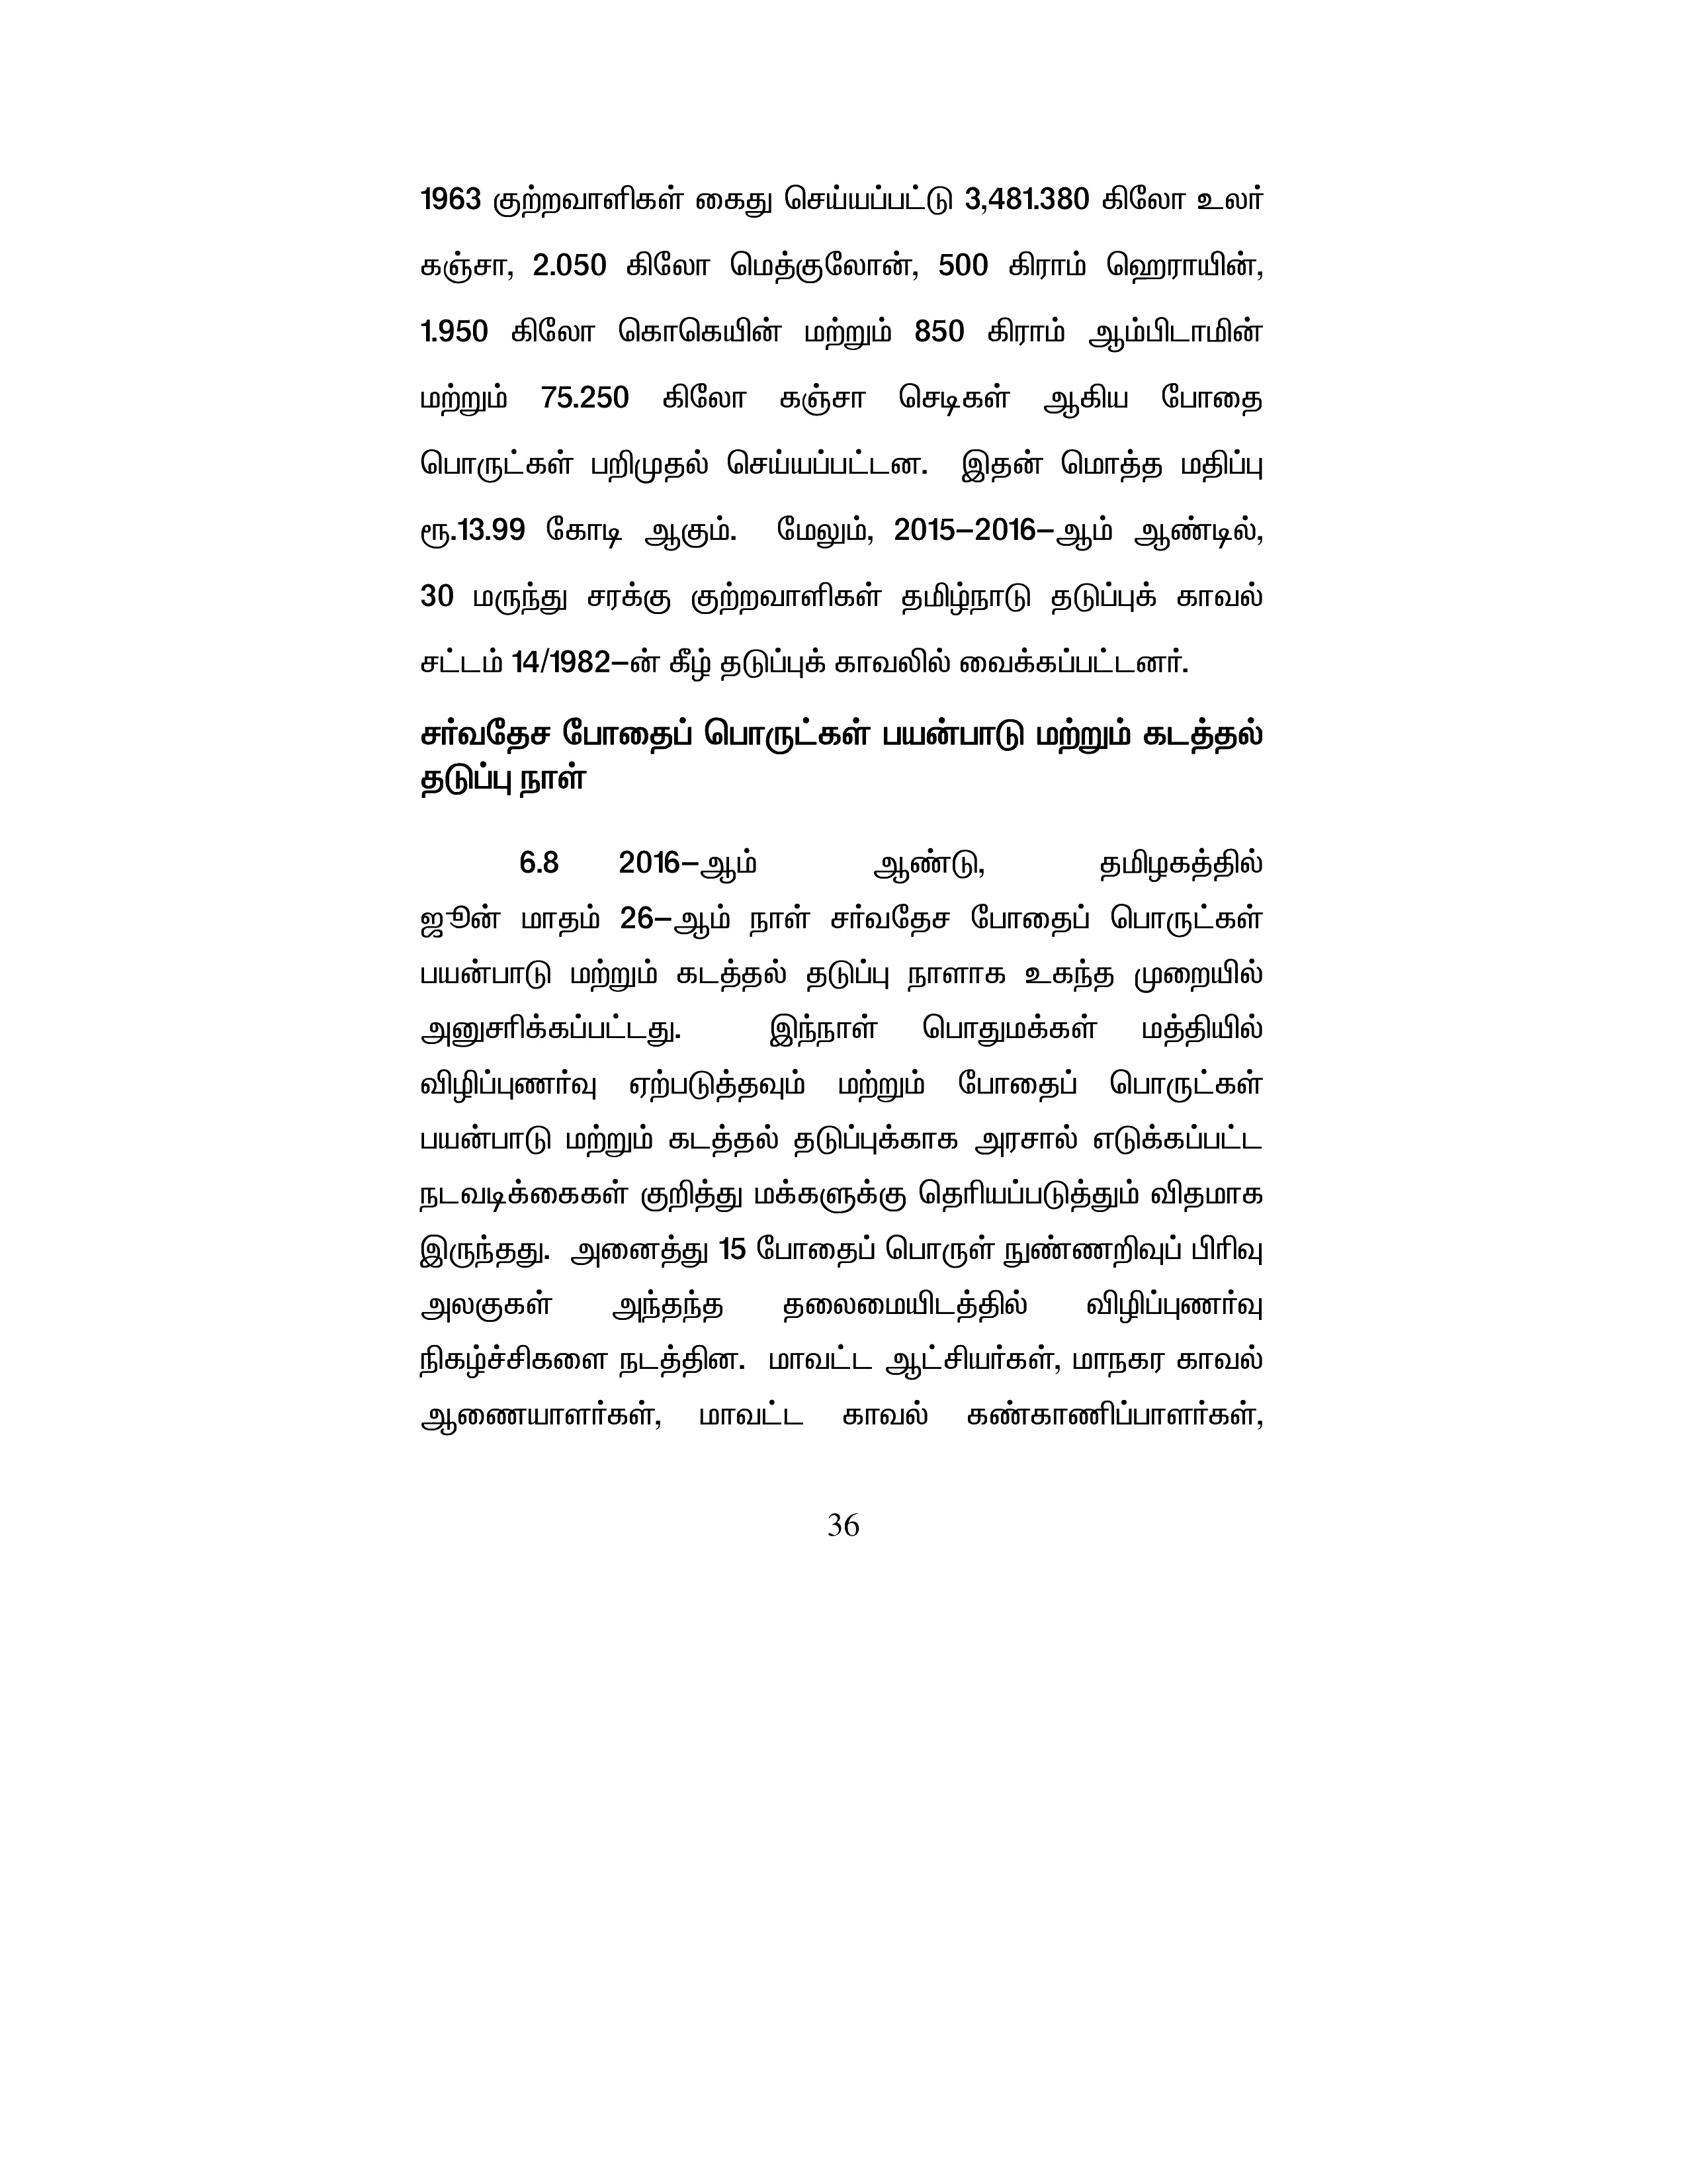 1963 குற்றவாளிகள் கைது செய்யப்பட்டு 3,481.380 கிலோ உலர்
கஞ்சா, 2.050 கிலோ மெத்குலோன், 500 கிராம் ஹெராயின்,
1.950 கிலோ கொகெயின் மற்றும் 850 கிராம் ஆம்பிடாமின்
மற்றும் 75.250 கிலோ கஞ்சா செடிகள் ஆகிய போதை
பொருட்கள் பறிமுதல் செய்யப்பட்டன. இதன் மொத்த மதிப்பு
ரூ.13.99 கோடி ஆகும். மேலும், 2015–2016–ஆம் ஆண்டில்,
30 மருந்து சரக்கு குற்றவாளிகள் தமிழ்நாடு தடுப்புக் காவல்
சட்டம் 14/1982–ன் கீழ் தடுப்புக் காவலில் வைக்கப்பட்டனர்.
சர்வதேச போதைப் பொருட்கள் பயன்பாடு மற்றும் கடத்தல்
தடுப்பு நாள்
6.8 2016–ஆம் ஆண்டு, தமிழகத்தில்
ஜூன் மாதம் 26–ஆம் நாள் சர்வதேச போதைப் பொருட்கள்
பயன்பாடு மற்றும் கடத்தல் தடுப்பு நாளாக உகந்த முறையில்
அனுசரிக்கப்பட்டது. இந்நாள் பொதுமக்கள் மத்தியில்
விழிப்புணர்வு ஏற்படுத்தவும் மற்றும் போதைப் பொருட்கள்
பயன்பாடு மற்றும் கடத்தல் தடுப்புக்காக அரசால் எடுக்கப்பட்ட
நடவடிக்கைகள் குறித்து மக்களுக்கு தெரியப்படுத்தும் விதமாக
இருந்தது. அனைத்து 15 போதைப் பொருள் நுண்ணறிவுப் பிரிவு
அலகுகள் அந்தந்த தலைமையிடத்தில் விழிப்புணர்வு
நிகழ்ச்சிகளை நடத்தின. மாவட்ட ஆட்சியர்கள், மாநகர காவல்
ஆணையாளர்கள், மாவட்ட காவல் கண்காணிப்பாளர்கள்,
36